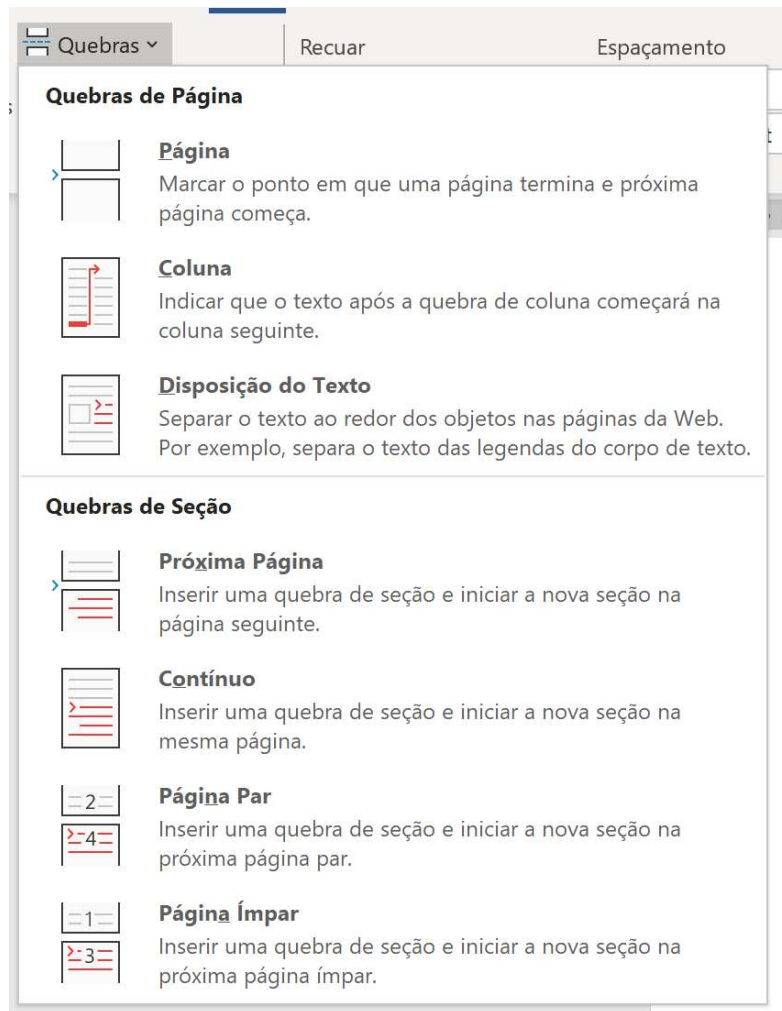 Quebras
Recuar
Espaçamento
s
t
Quebras de Página
Página
Marcar o ponto em que uma página termina e próxima
página começa.
Coluna
Indicar que o texto após a quebra de coluna começará na
coluna seguinte.
Disposição do Texto
Separar o texto ao redor dos objetos nas páginas da Web.
Por exemplo, separa o texto das legendas do corpo de texto.
Quebras de Seção
Próxima Página
Inserir uma quebra de seção e iniciar a nova seção na
página seguinte.
Contínuo
Inserir uma quebra de seção e iniciar a nova seção na
mesma página.
2
4
Página Par
Inserir uma quebra de seção e iniciar a nova seção na
próxima página par.
1
3
Página Ímpar
Inserir uma quebra de seção e iniciar a nova seção na
próxima página ímpar.